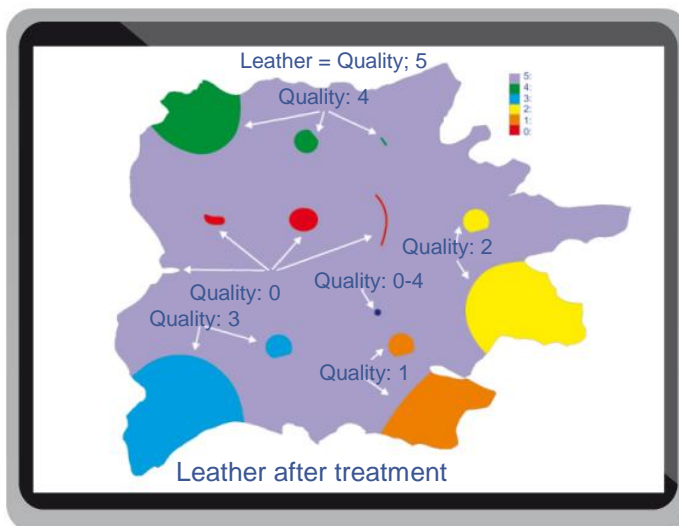 Leather = Quality; 5
5:
4:
3:
2:
1:
0:
Quality: 4
Quality: 2
Quality: 0-4
Quality: 0
Quality: 3
Quality: 1
Leather after treatment